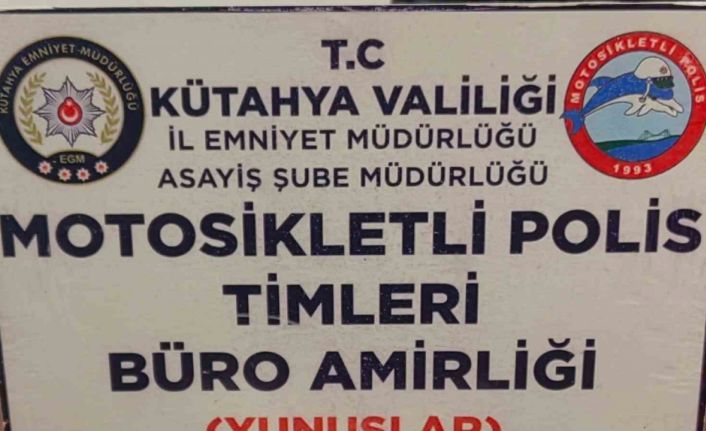 T.C
KÜTAHYA VALİLİĞİ
İL EMNİYET MÜDÜRLÜĞÜ
ASAYİŞ ŞUBE MÜDÜRLÜĞÜ
MOTOSİKLETLİ POLİS
TİMLERİ
BÜRO AMİRLİĞİ
(YUNUSLAR)
KÜTAHYA EMNİYET MÜDÜRLÜĞÜ
EGM
MOTOSİKLETLİ POLİS
1993